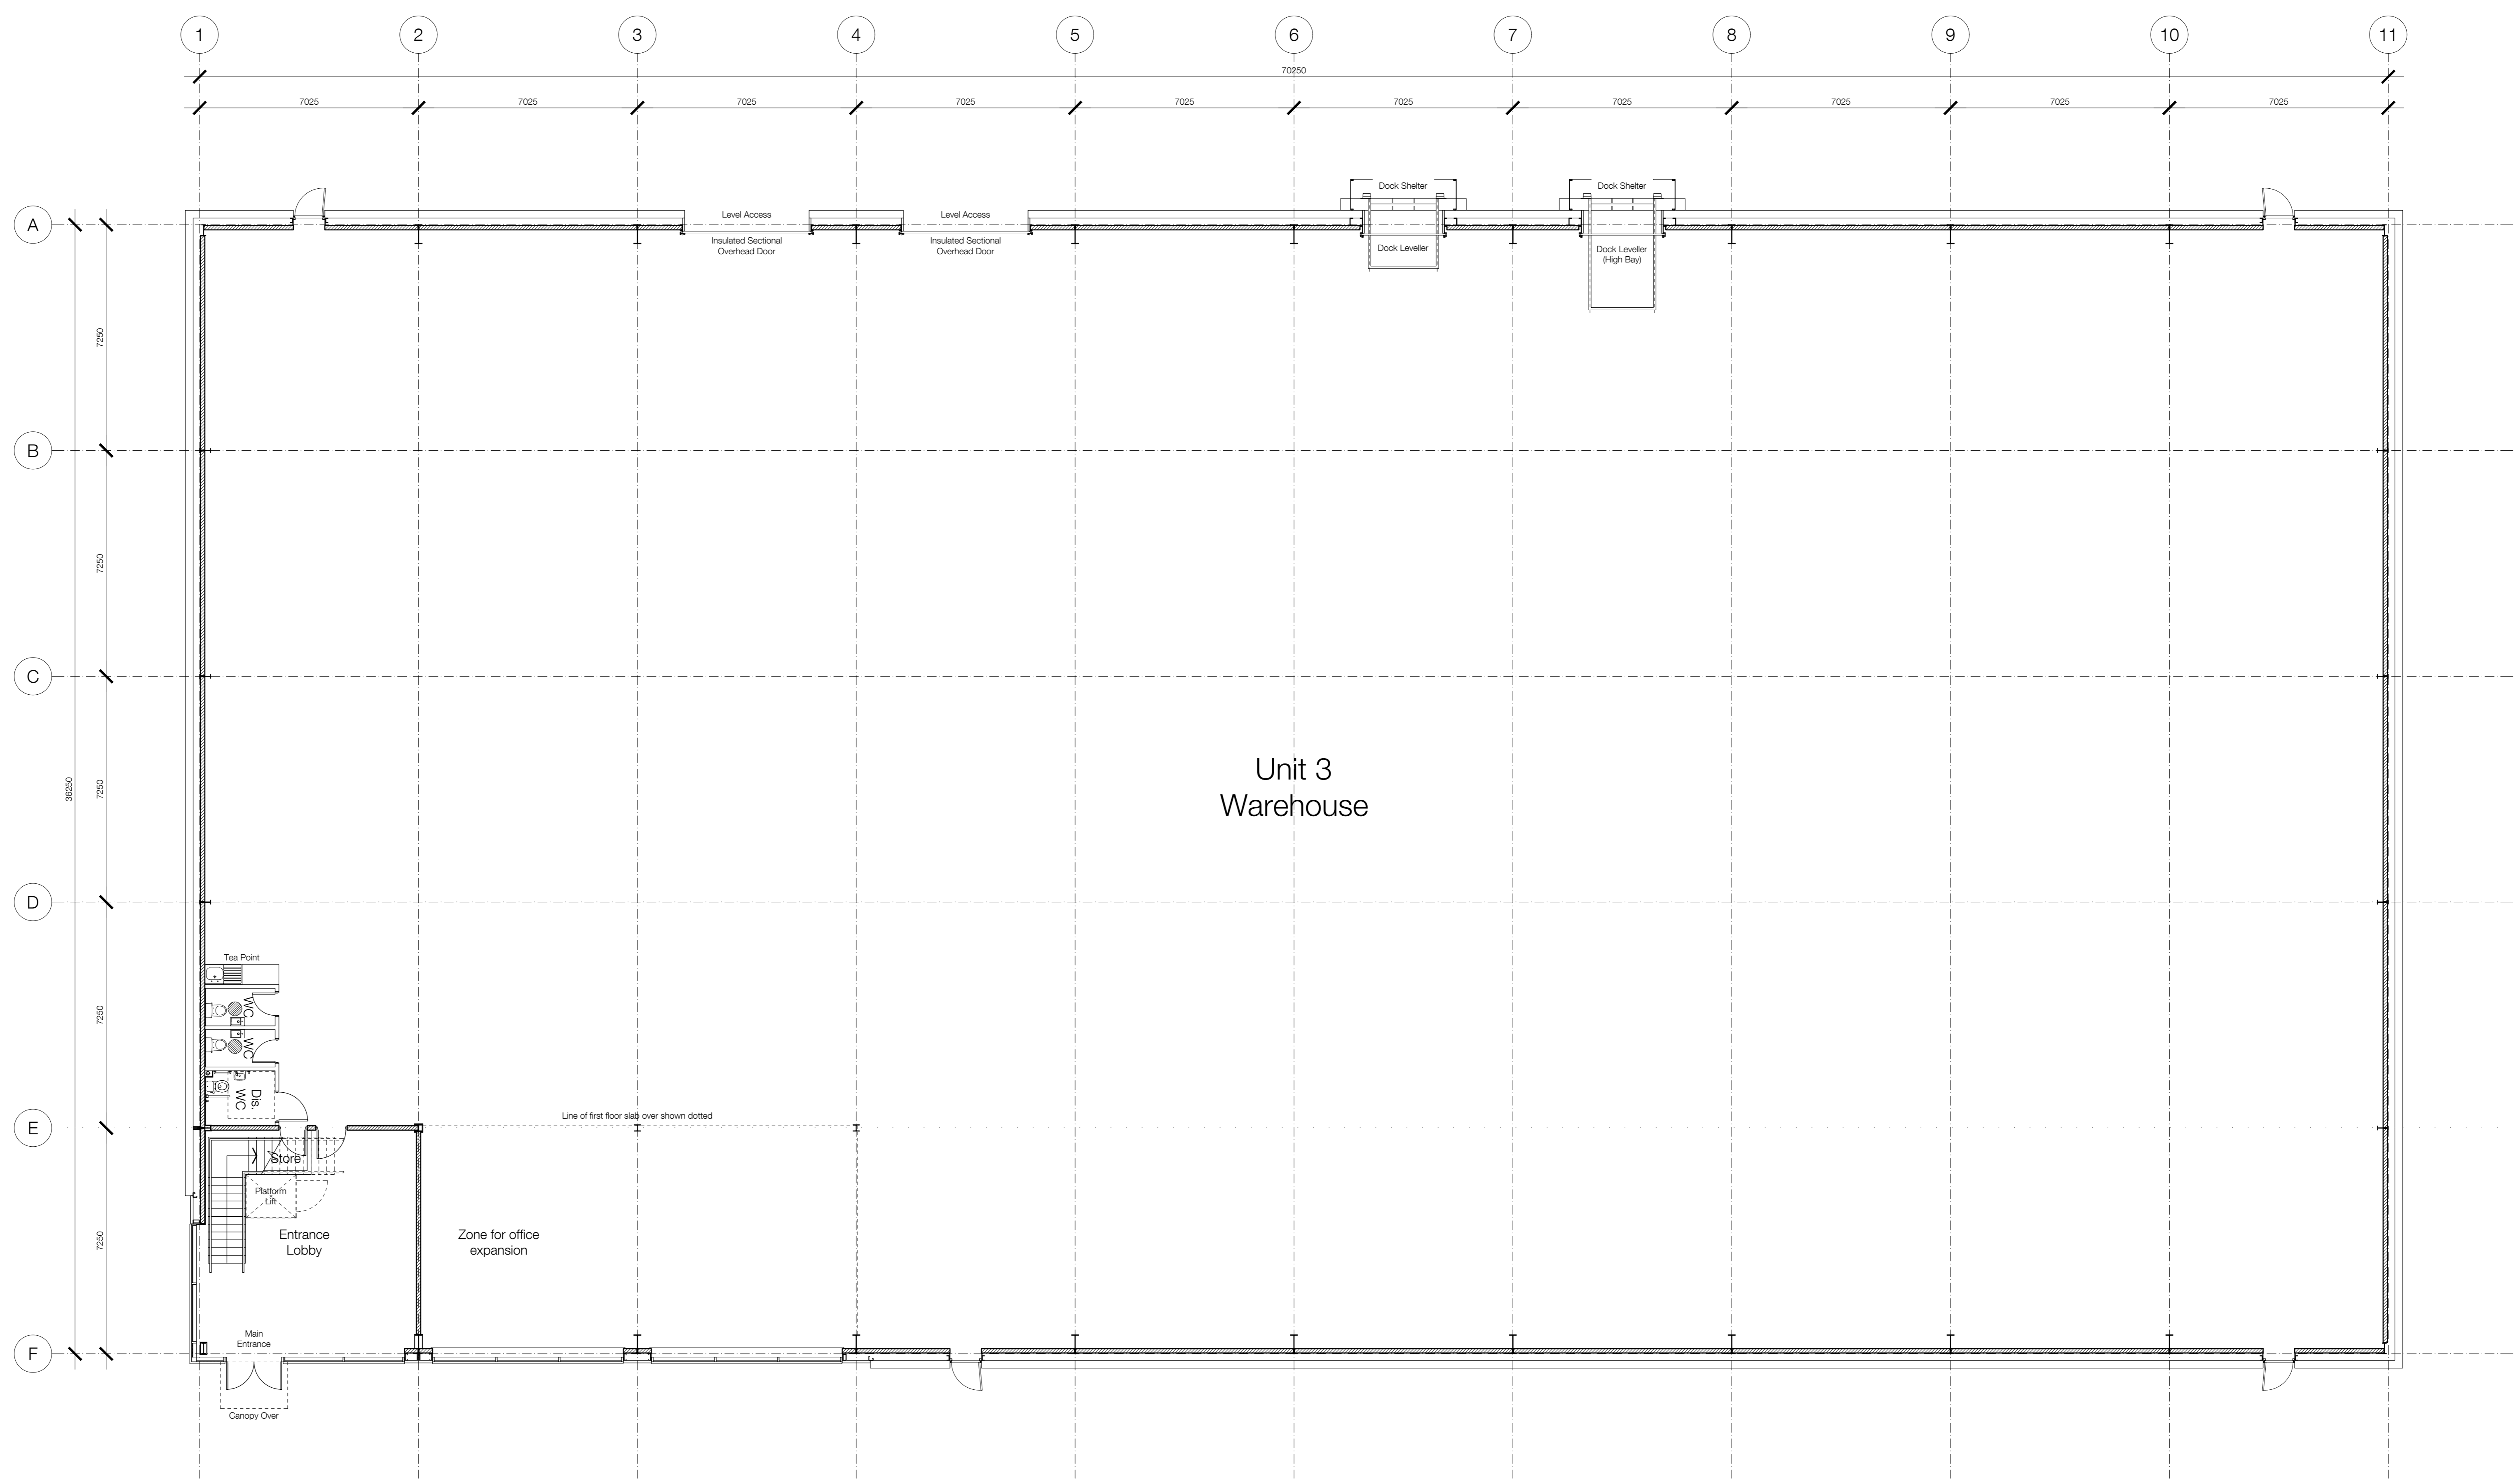 1 2 3 4 5 6 7 8 9 10 11
70250
7025 7025 7025 7025 7025 7025 7025 7025 7025 7025
Dock Shelter
Dock Shelter
Level Access
Level Access
A
Insulated Sectional
Overhead Door
Insulated Sectional
Overhead Door
Dock Leveller
Dock Leveller
(High Bay)
7250
B
7250
C
36250
7250
Unit 3
Warehouse
D
Tea Point
7250
WC
WC
Dis.
WC
Line of first floor slab over shown dotted
E
Store
Platform
Lift
7250
Entrance
Lobby
Zone for office
expansion
Main
Entrance
F
Canopy Over